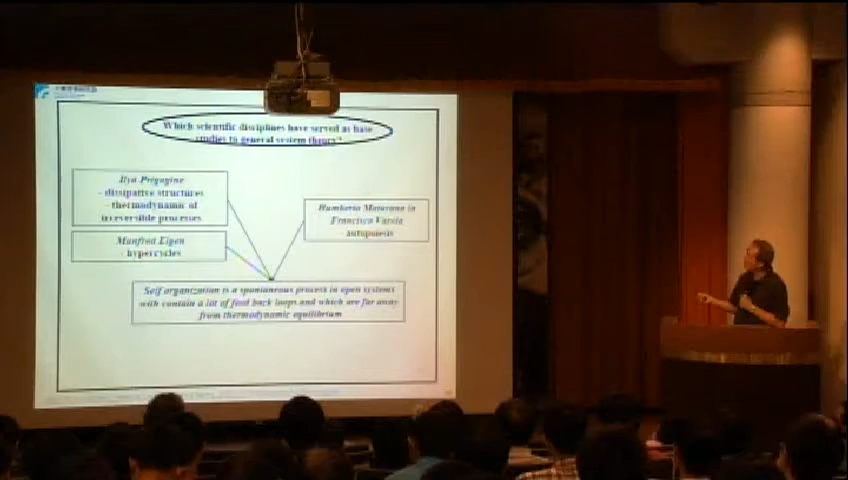 Which scientific disciplines have served as base
studies to general system theory?
Ilya Prigogine
- dissipative structures
- thermodynamic of
irreversible processes
Manfred Eigen
- hypercycles
Humberto Maturana in
Francisco Varela
- autopoiesis
Self organization is a spontaneous process in open systems
with contain a lot of feed back loops and which are far away
from thermodynamic equilibrium